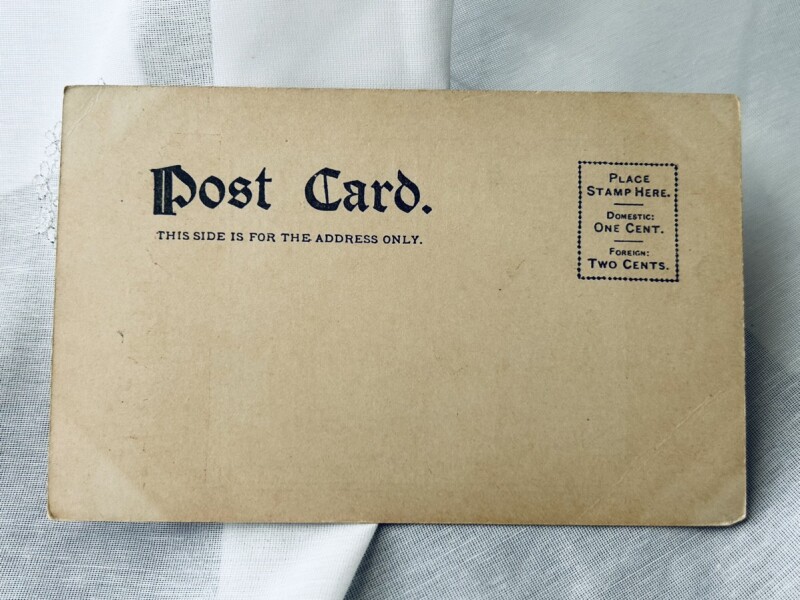 Post Card.
THIS SIDE IS FOR THE ADDRESS ONLY.
PLACE
STAMP HERE.
DOMESTIC:
ONE CENT.
FOREIGN:
TWO CENTS.